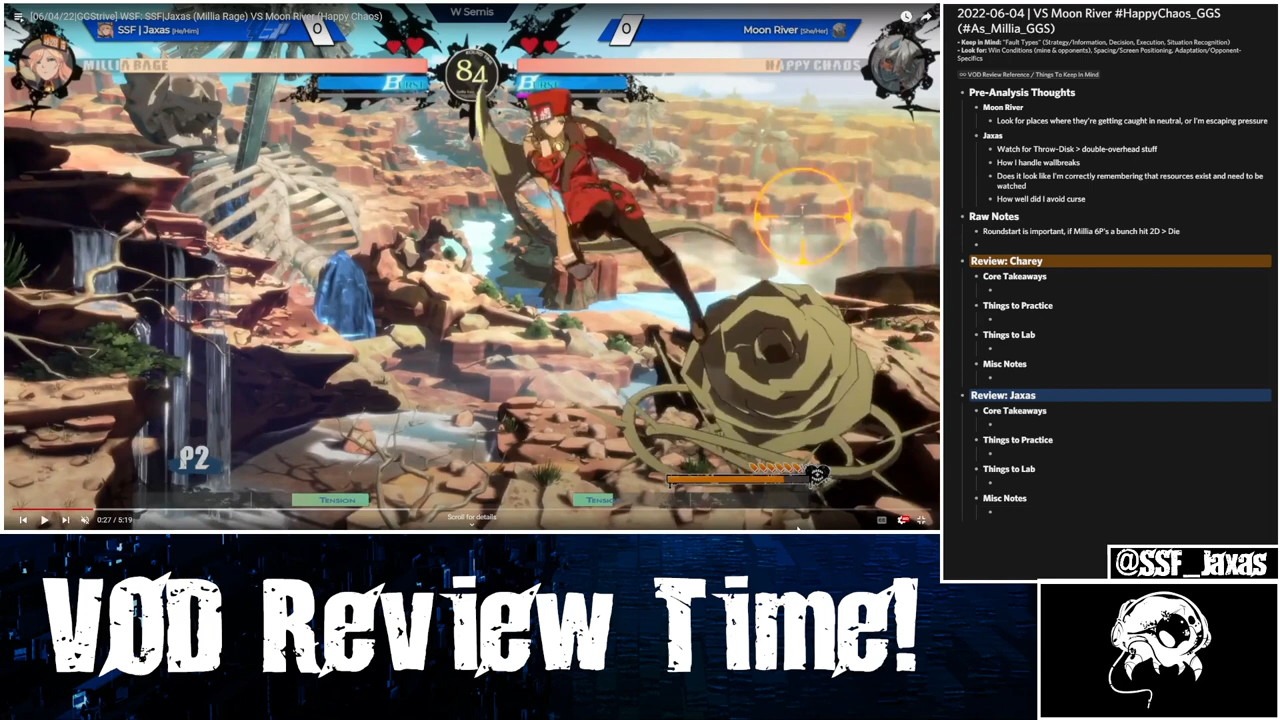 [06/04/22|GGStrive] WSF: SSF|Jaxas (Millia Rage) VS Moon River (Happy Chaos)
W Semis
SSF | Jaxas [He/Him]
0
0
Moon River [She/Her]
MILLIA RAGE
84
HAPPY CHAOS
BURST
BURST
P2
TENSION
TENSION
0:27 / 5:19
Scroll for details
2022-06-04 | VS Moon River #HappyChaos_GGS
(#As_Millia_GGS)
- Keep in Mind: "Fault Types" (Strategy/Information, Decision, Execution, Situation Recognition)
- Look for: Win Conditions (mine & opponents), Spacing/Screen Positioning, Adaptation/Opponent-
Specifics
VOD Review Reference / Things To Keep In Mind
Pre-Analysis Thoughts
Moon River
Look for places where they're getting caught in neutral, or I'm escaping pressure
Jaxas
Watch for Throw-Disk > double-overhead stuff
How I handle wallbreaks
Does it look like I'm correctly remembering that resources exist and need to be
watched
How well did I avoid curse
Raw Notes
Roundstart is important, if Millia 6P's a bunch hit 2D > Die
Review: Charey
Core Takeaways
Things to Practice
Things to Lab
Misc Notes
Review: Jaxas
Core Takeaways
Things to Practice
Things to Lab
Misc Notes
@SSF_Jaxas
VOD Review Time!